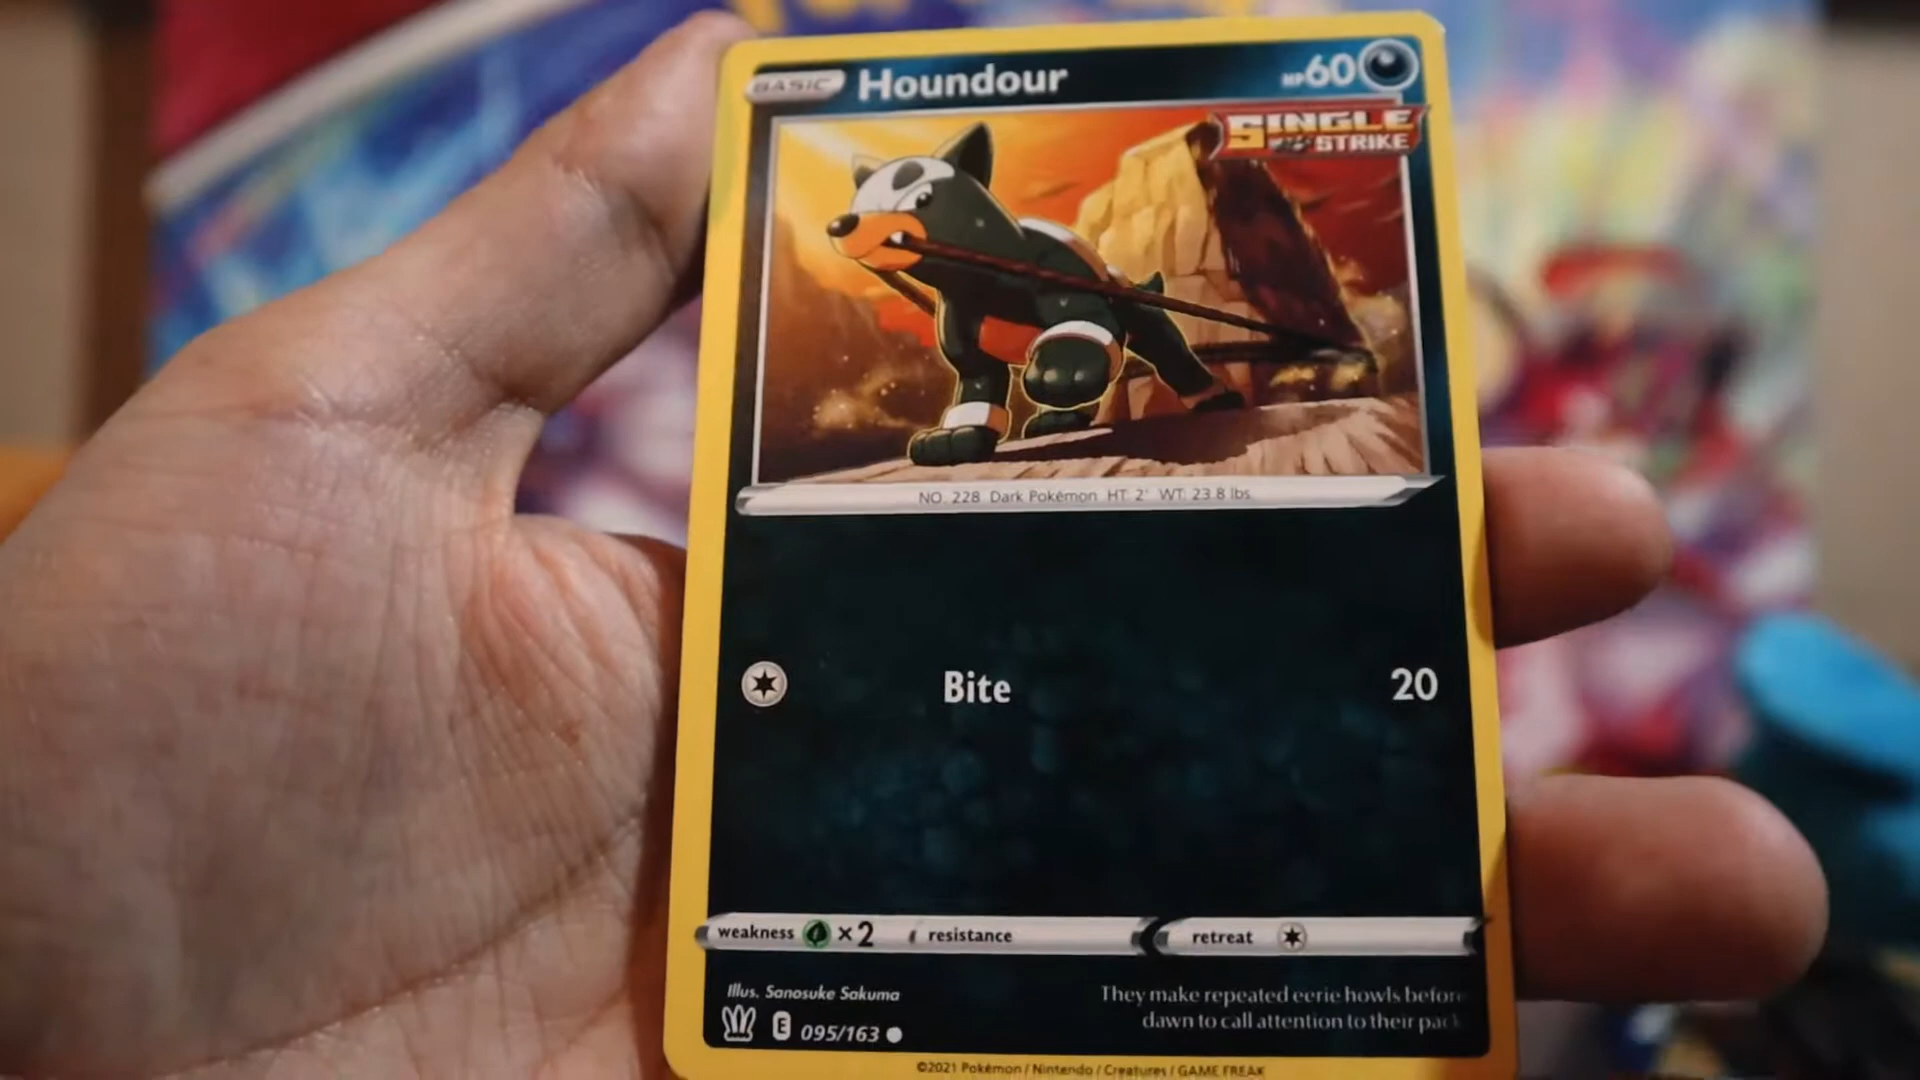 BASIC Houndour HP60
SINGLE
STRIKE
NO. 228 Dark Pokémon HT: 2' WT: 23.8 lbs.
Bite 20
weakness ×2 resistance retreat
Illus. Sanosuke Sakuma
E 095/163
They make repeated eerie howls before
dawn to call attention to their pack.
©2021 Pokémon / Nintendo / Creatures / GAME FREAK